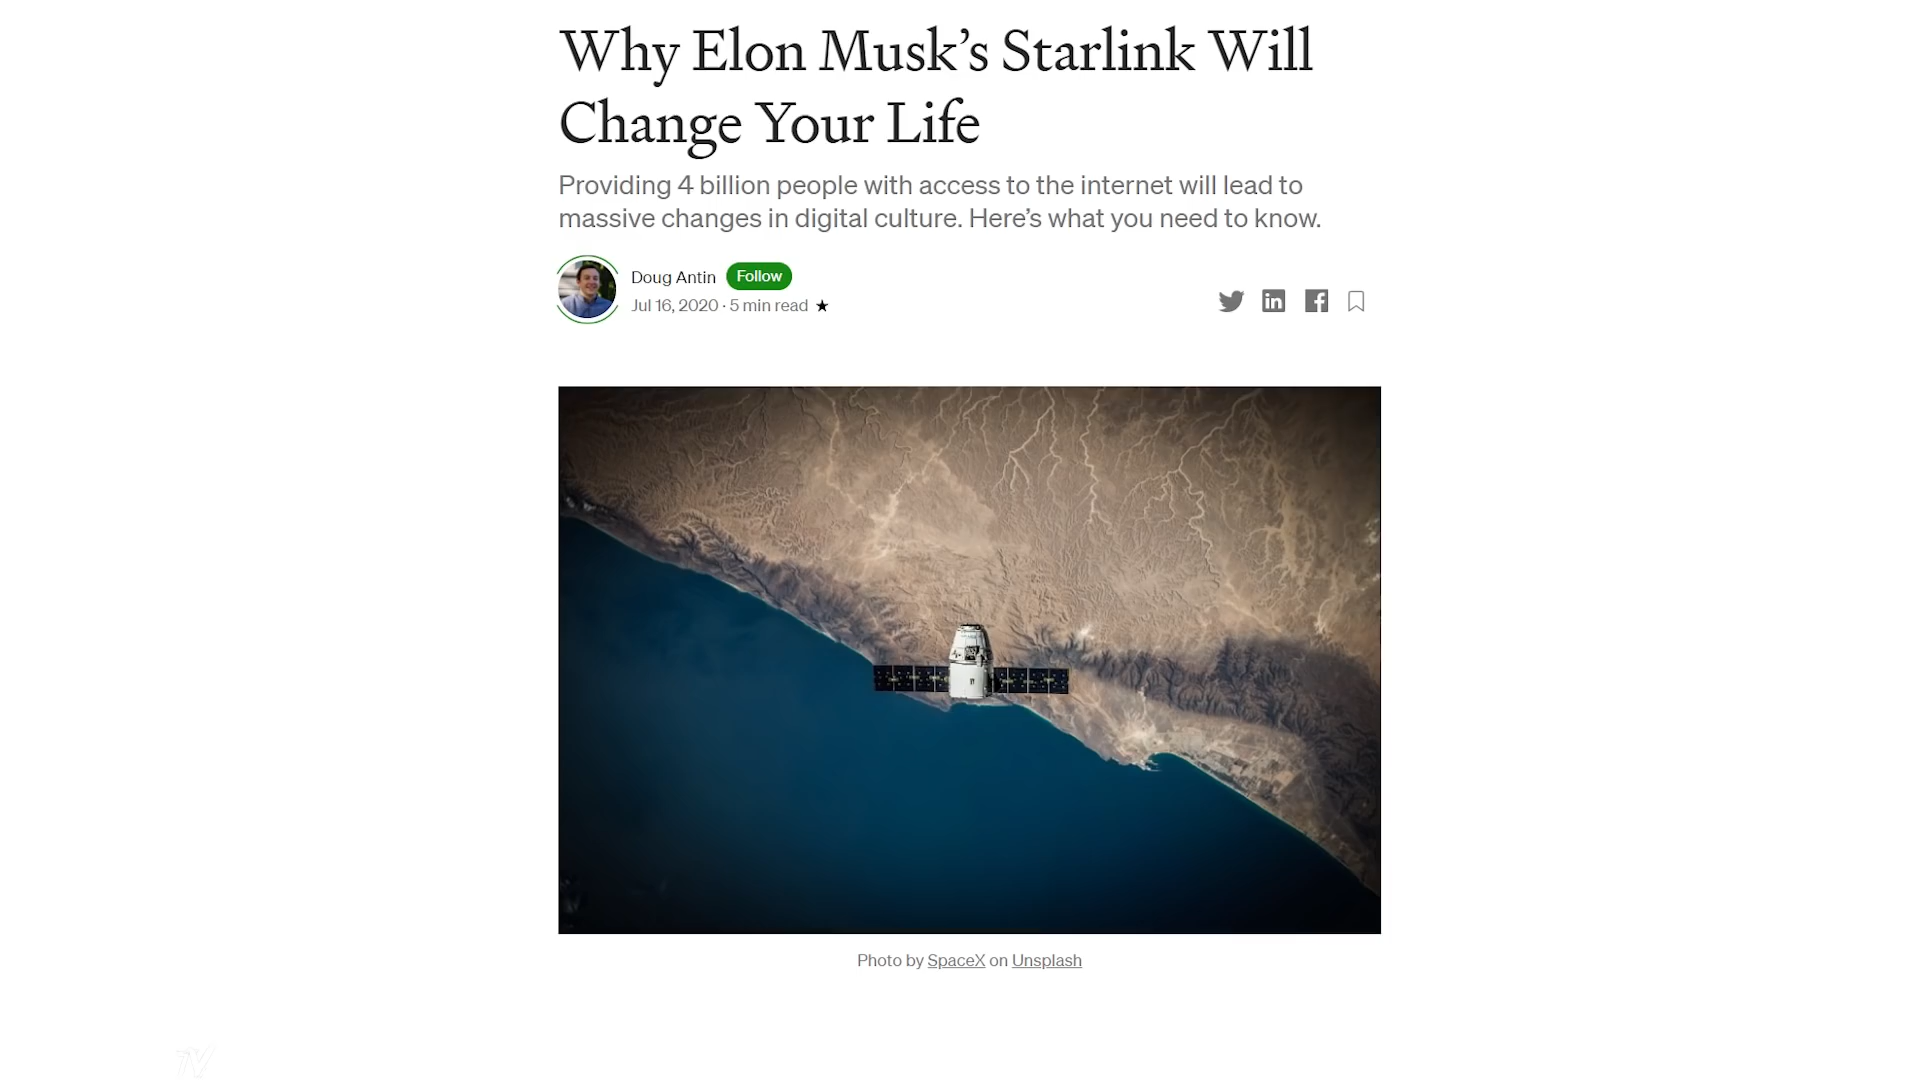 Why Elon Musk’s Starlink Will
Change Your Life
Providing 4 billion people with access to the internet will lead to
massive changes in digital culture. Here’s what you need to know.
Doug Antin Follow
Jul 16, 2020 · 5 min read ★
Photo by SpaceX on Unsplash